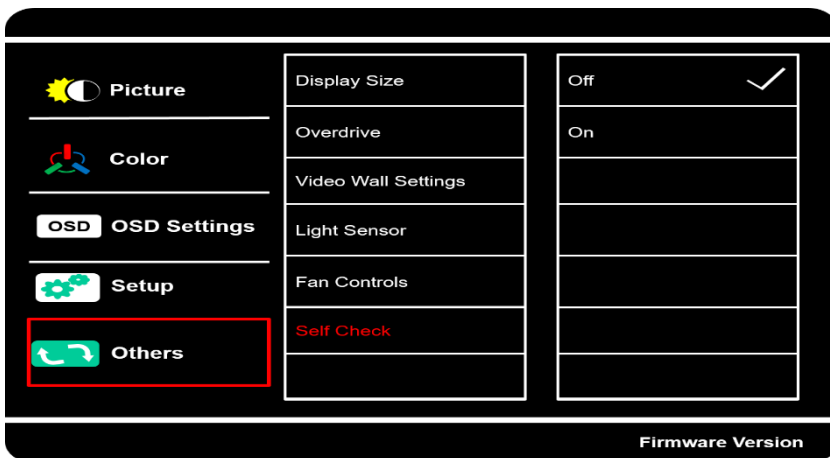 Picture
Color
OSD OSD Settings
Setup
Others
Display Size
Overdrive
Video Wall Settings
Light Sensor
Fan Controls
Self Check
Off
On
Firmware Version